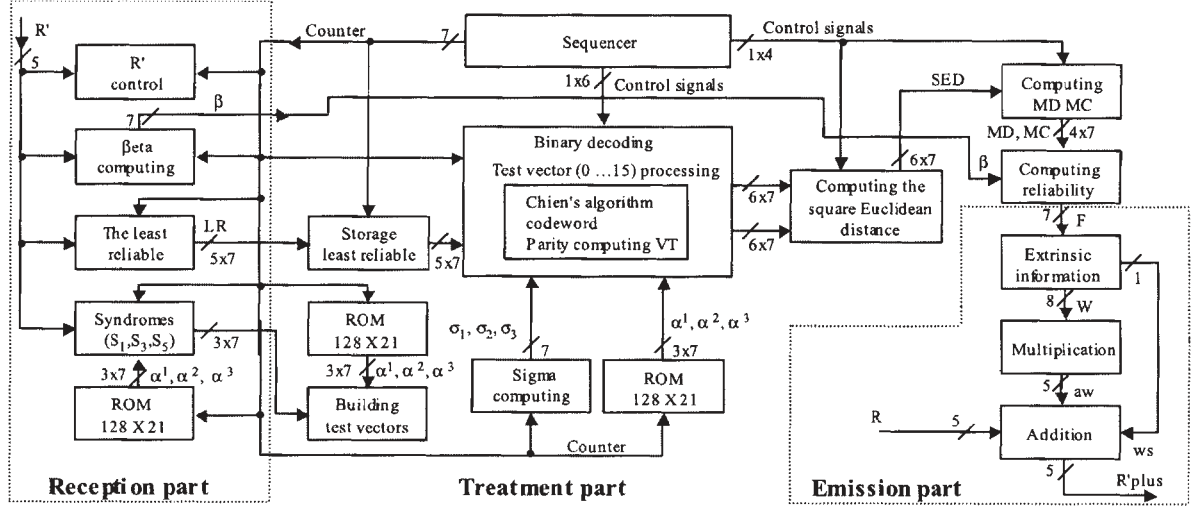 R'
5
R'
control
Counter
7
Sequencer
1x4
Control signals
1x6
Control signals
β
7
βeta
computing
SED
Computing
MD MC
MD, MC
4x7
6x7
β
Computing
reliability
7
F
Binary decoding
Test vector (0 ...15) processing
Chien's algorithm
codeword
Parity computing VT
6x7
6x7
Computing the
square Euclidean
distance
The least
reliable
LR
5x7
Storage
least reliable
5x7
Extrinsic
information
1
8
W
Syndromes
(S1,S3,S5)
3x7
ROM
128 X 21
σ1, σ2, σ3
7
α¹, α², α³
3x7
Multiplication
3x7
α¹, α², α³
3x7
α¹, α², α³
5
aw
ROM
128 X 21
Building
test vectors
Sigma
computing
ROM
128 X 21
R
5
Addition
ws
Counter
5
R'plus
Reception part
Treatment part
Emission part